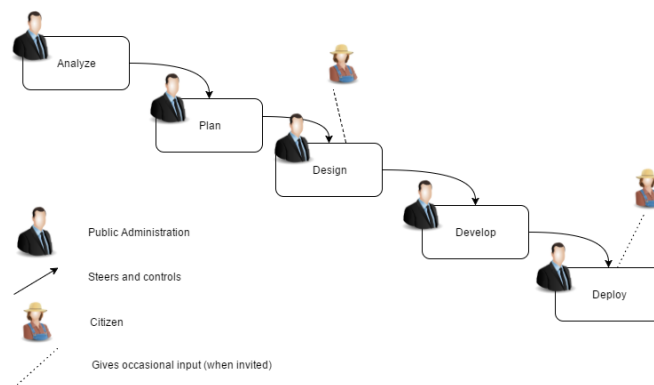 Analyze
Plan
Design
Develop
Deploy
Public Administration
Steers and controls
Citizen
Gives occasional input (when invited)